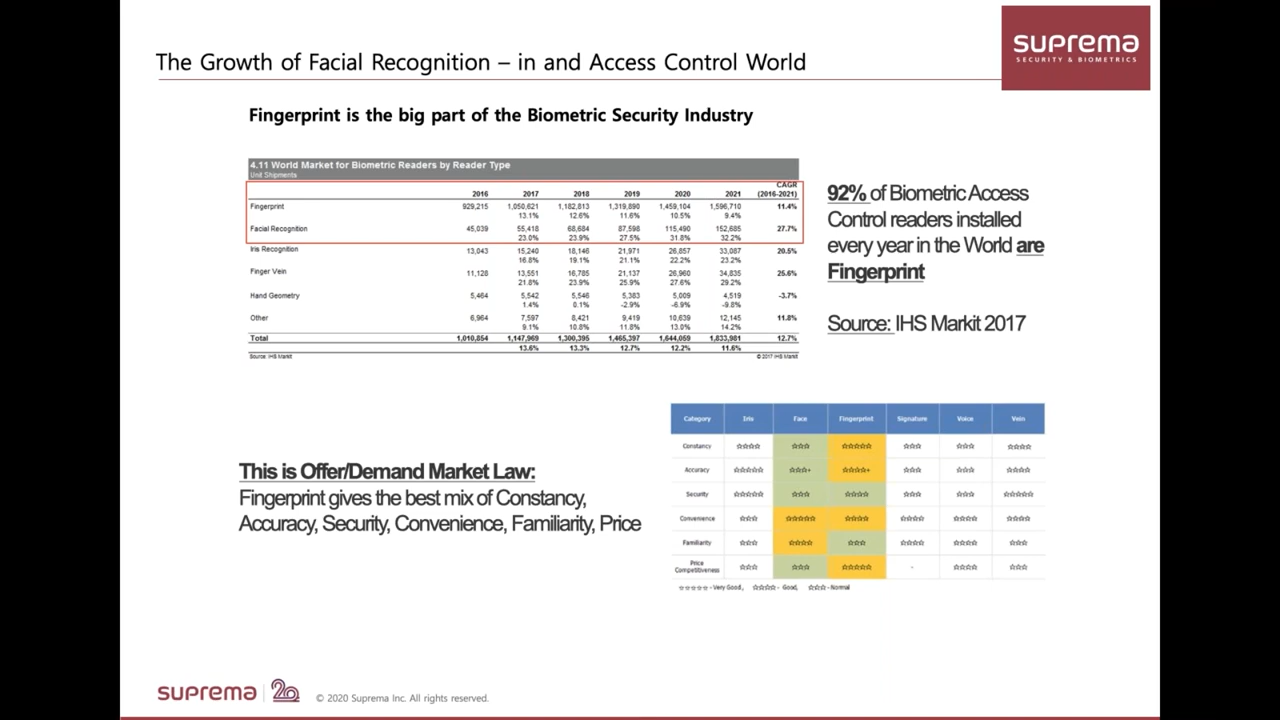 The Growth of Facial Recognition – in and Access Control World
suprema
SECURITY & BIOMETRICS
Fingerprint is the big part of the Biometric Security Industry
4.11 World Market for Biometric Readers by Reader Type
Unit Shipments
2016 2017 2018 2019 2020 2021 CAGR (2016-2021)
Fingerprint 929,215 1,050,621 1,182,813 1,319,890 1,459,104 1,596,710 11.4%
13.1% 12.6% 11.6% 10.5% 9.4%
Facial Recognition 45,039 55,418 68,684 87,598 115,490 152,685 27.7%
23.0% 23.9% 27.5% 31.8% 32.2%
Iris Recognition 13,043 15,240 18,146 21,971 26,857 33,087 20.5%
16.8% 19.1% 21.1% 22.2% 23.2%
Finger Vein 11,128 13,551 16,785 21,137 26,960 34,835 25.6%
21.8% 23.9% 25.9% 27.6% 29.2%
Hand Geometry 5,464 5,542 5,546 5,383 5,009 4,519 -3.7%
1.4% 0.1% -2.9% -6.9% -9.8%
Other 6,964 7,597 8,421 9,419 10,639 12,145 11.8%
9.1% 10.8% 11.8% 13.0% 14.2%
Total 1,010,854 1,147,969 1,300,395 1,465,397 1,644,059 1,833,981 12.7%
13.6% 13.3% 12.7% 12.2% 11.6%
Source: IHS Markit © 2017 IHS Markit
92% of Biometric Access
Control readers installed
every year in the World are
Fingerprint
Source: IHS Markit 2017
This is Offer/Demand Market Law:
Fingerprint gives the best mix of Constancy,
Accuracy, Security, Convenience, Familiarity, Price
Category Iris Face Fingerprint Signature Voice Vein
Constancy ☆☆☆☆ ☆☆☆ ☆☆☆☆☆ ☆☆☆ ☆☆☆ ☆☆☆☆
Accuracy ☆☆☆☆☆ ☆☆☆+ ☆☆☆☆+ ☆☆☆ ☆☆☆ ☆☆☆☆
Security ☆☆☆☆☆ ☆☆☆ ☆☆☆☆ ☆☆☆ ☆☆☆ ☆☆☆☆☆
Convenience ☆☆☆ ☆☆☆☆☆ ☆☆☆☆ ☆☆☆☆ ☆☆☆☆ ☆☆☆☆
Familiarity ☆☆☆ ☆☆☆☆ ☆☆☆ ☆☆☆☆ ☆☆☆☆ ☆☆☆
Price Competitiveness ☆☆☆ ☆☆☆ ☆☆☆☆☆ - ☆☆☆☆ ☆☆☆
☆☆☆☆☆ - Very Good, ☆☆☆☆ - Good, ☆☆☆ - Normal
suprema 20 © 2020 Suprema Inc. All rights reserved.